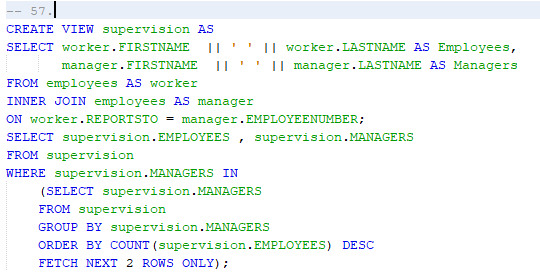 -- 57.
CREATE VIEW supervision AS
SELECT worker.FIRSTNAME  || ' ' || worker.LASTNAME AS Employees,
       manager.FIRSTNAME  || ' ' || manager.LASTNAME AS Managers
FROM employees AS worker
INNER JOIN employees AS manager
ON worker.REPORTSTO = manager.EMPLOYEENUMBER;
SELECT supervision.EMPLOYEES , supervision.MANAGERS
FROM supervision
WHERE supervision.MANAGERS IN
    (SELECT supervision.MANAGERS
    FROM supervision
    GROUP BY supervision.MANAGERS
    ORDER BY COUNT(supervision.EMPLOYEES) DESC
    FETCH NEXT 2 ROWS ONLY);